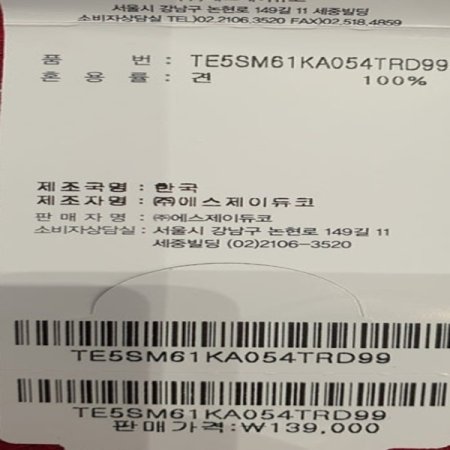 서울시 강남구 논현로 149길 11 세종빌딩
소비자상담실 TEL)02.2106.3520 FAX)02.518.4859
품 번 : TE5SM61KA054TRD99
혼 용 률 : 견 100%
제조국명 : 한국
제조자명 : ㈜에스제이듀코
판매자명 : ㈜에스제이듀코
소비자상담실 : 서울시 강남구 논현로 149길 11
세종빌딩 (02)2106-3520
TE5SM61KA054TRD99
TE5SM61KA054TRD99
판매가격:₩139,000